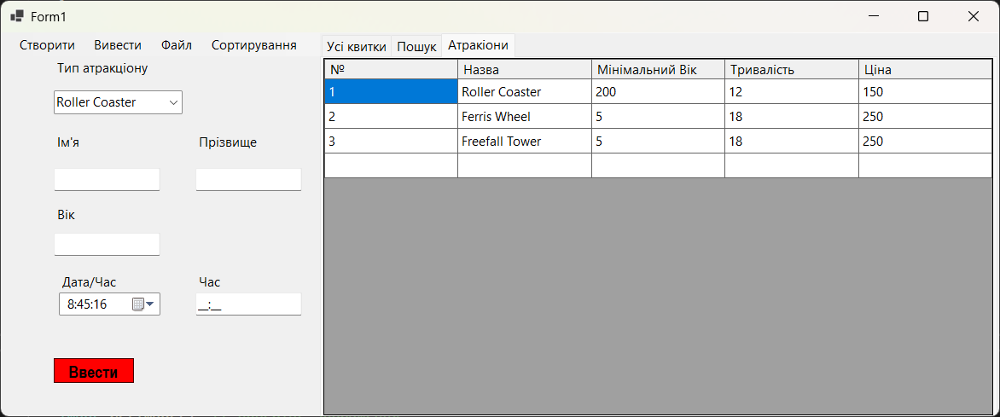 Form1
Створити Вивести Файл Сортирування
Усі квитки Пошук Атракіони
Тип атракціону
Roller Coaster
Ім'я Прізвище
Вік
Дата/Час Час
8:45:16 __:__
Ввести
№ Назва Мінімальний Вік Тривалість Ціна
1 Roller Coaster 200 12 150
2 Ferris Wheel 5 18 250
3 Freefall Tower 5 18 250